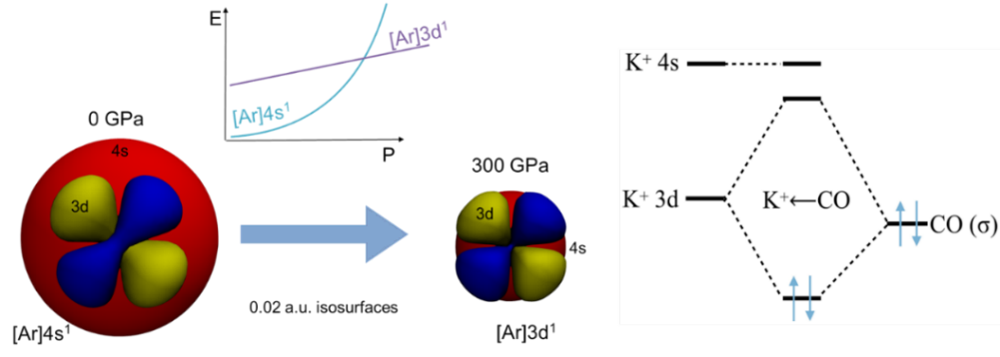 E
[Ar]3d¹
[Ar]4s¹
P
0 GPa
4s
3d
[Ar]4s¹
300 GPa
3d
4s
0.02 a.u. isosurfaces
[Ar]3d¹
K⁺ 4s
K⁺ 3d
K⁺←CO
CO (σ)